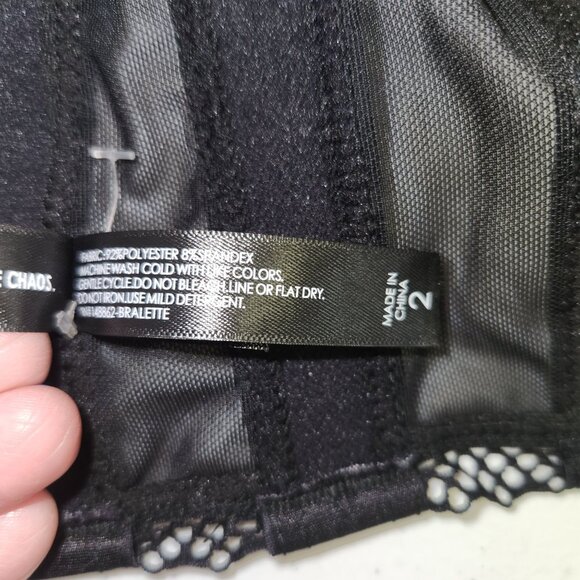 E CHAOS.
FABRIC:92%POLYESTER 8%SPANDEX
MACHINE WASH COLD WITH LIKE COLORS.
GENTLE CYCLE.DO NOT BLEACH.LINE OR FLAT DRY.
DO NOT IRON.USE MILD DETERGENT.
48862-BRALETTE
MADE IN
CHINA
2